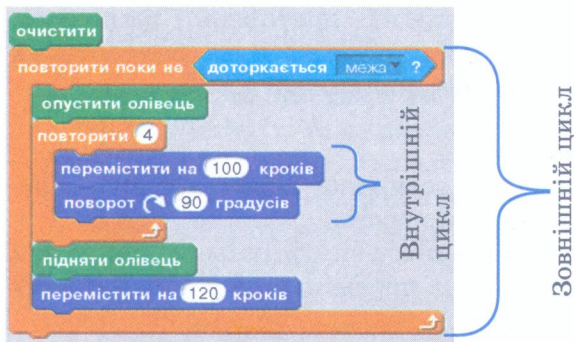 очистити
повторити поки не доторкається межа ?
опустити олівець
повторити 4
перемістити на 100 кроків
поворот 90 градусів
підняти олівець
перемістити на 120 кроків
Внутрішній
цикл
Зовнішній цикл